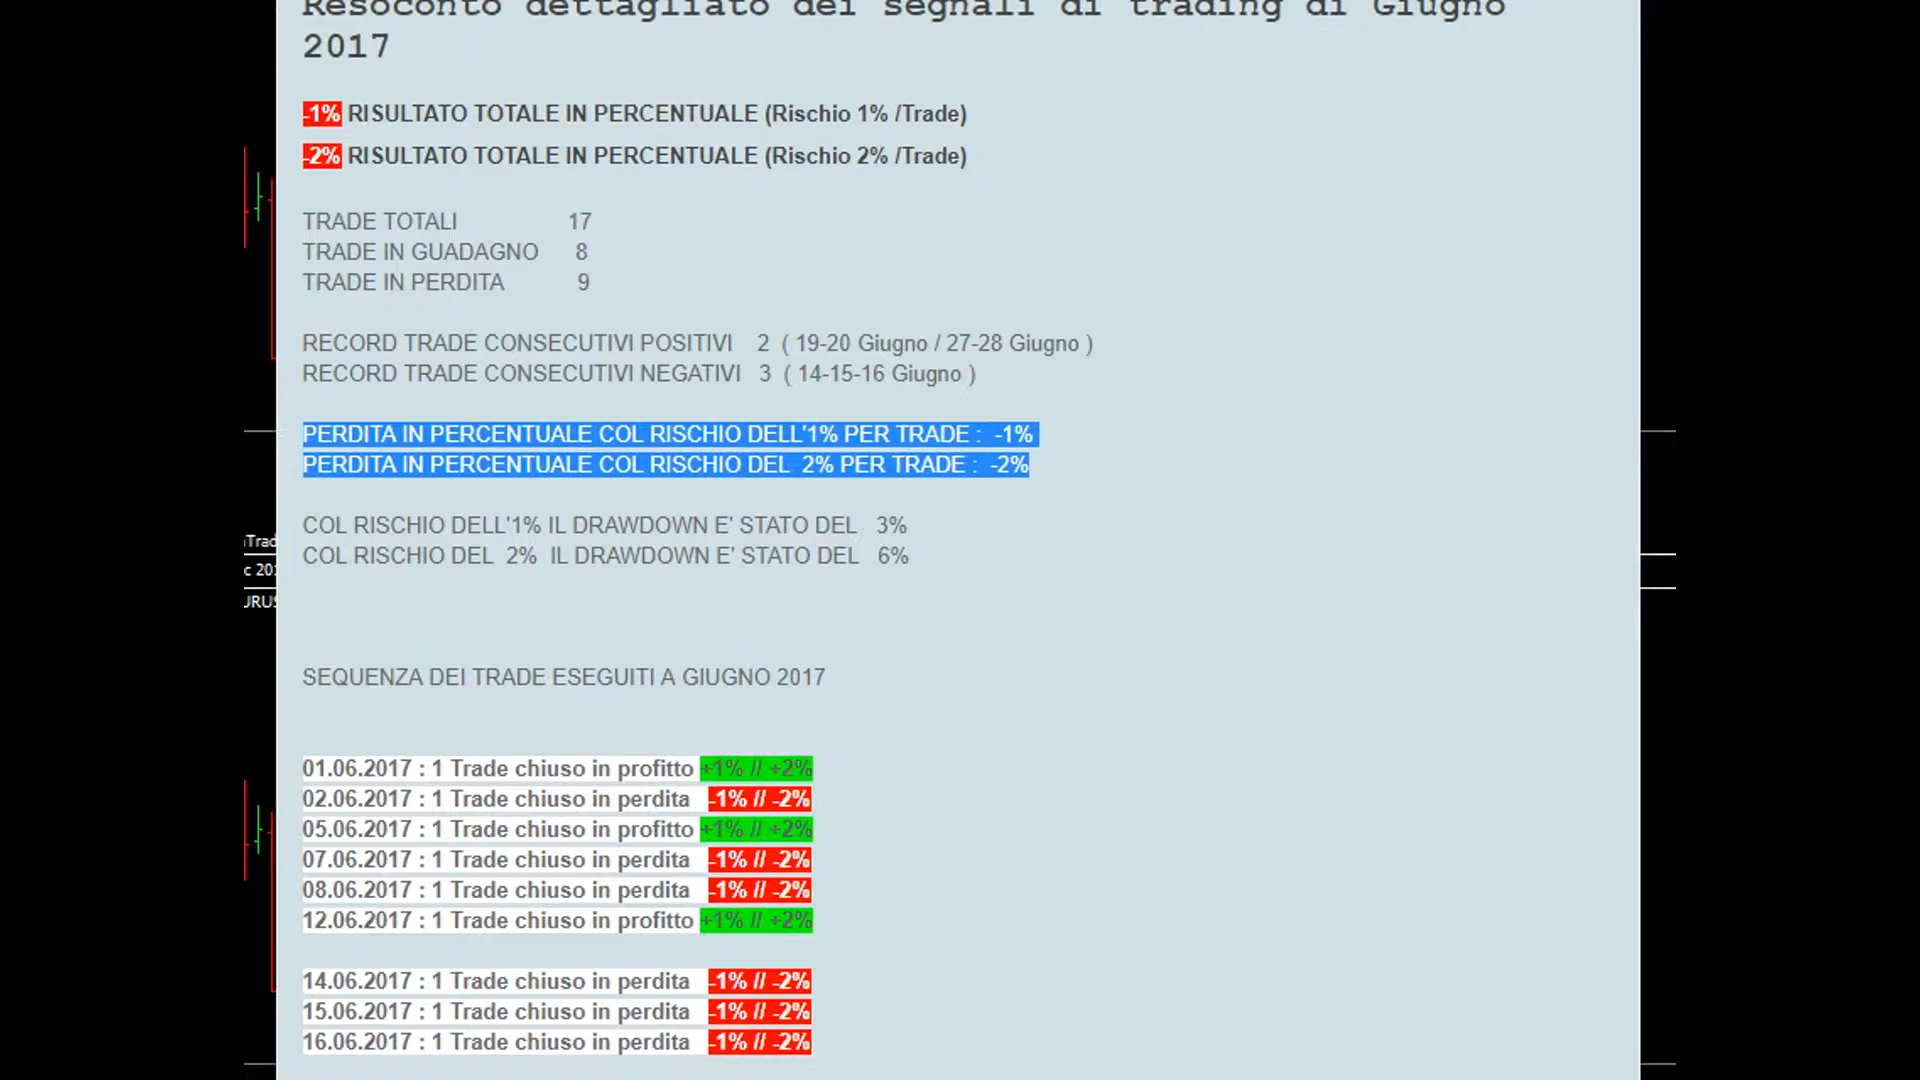 Resoconto dettagliato dei segnali di trading di Giugno
2017
-1% RISULTATO TOTALE IN PERCENTUALE (Rischio 1% /Trade)
-2% RISULTATO TOTALE IN PERCENTUALE (Rischio 2% /Trade)
TRADE TOTALI 17
TRADE IN GUADAGNO 8
TRADE IN PERDITA 9
RECORD TRADE CONSECUTIVI POSITIVI 2 ( 19-20 Giugno / 27-28 Giugno )
RECORD TRADE CONSECUTIVI NEGATIVI 3 ( 14-15-16 Giugno )
PERDITA IN PERCENTUALE COL RISCHIO DELL'1% PER TRADE : -1%
PERDITA IN PERCENTUALE COL RISCHIO DEL 2% PER TRADE : -2%
COL RISCHIO DELL'1% IL DRAWDOWN E' STATO DEL 3%
COL RISCHIO DEL 2% IL DRAWDOWN E' STATO DEL 6%
SEQUENZA DEI TRADE ESEGUITI A GIUGNO 2017
01.06.2017 : 1 Trade chiuso in profitto +1% // +2%
02.06.2017 : 1 Trade chiuso in perdita -1% // -2%
05.06.2017 : 1 Trade chiuso in profitto +1% // +2%
07.06.2017 : 1 Trade chiuso in perdita -1% // -2%
08.06.2017 : 1 Trade chiuso in perdita -1% // -2%
12.06.2017 : 1 Trade chiuso in profitto +1% // +2%
14.06.2017 : 1 Trade chiuso in perdita -1% // -2%
15.06.2017 : 1 Trade chiuso in perdita -1% // -2%
16.06.2017 : 1 Trade chiuso in perdita -1% // -2%